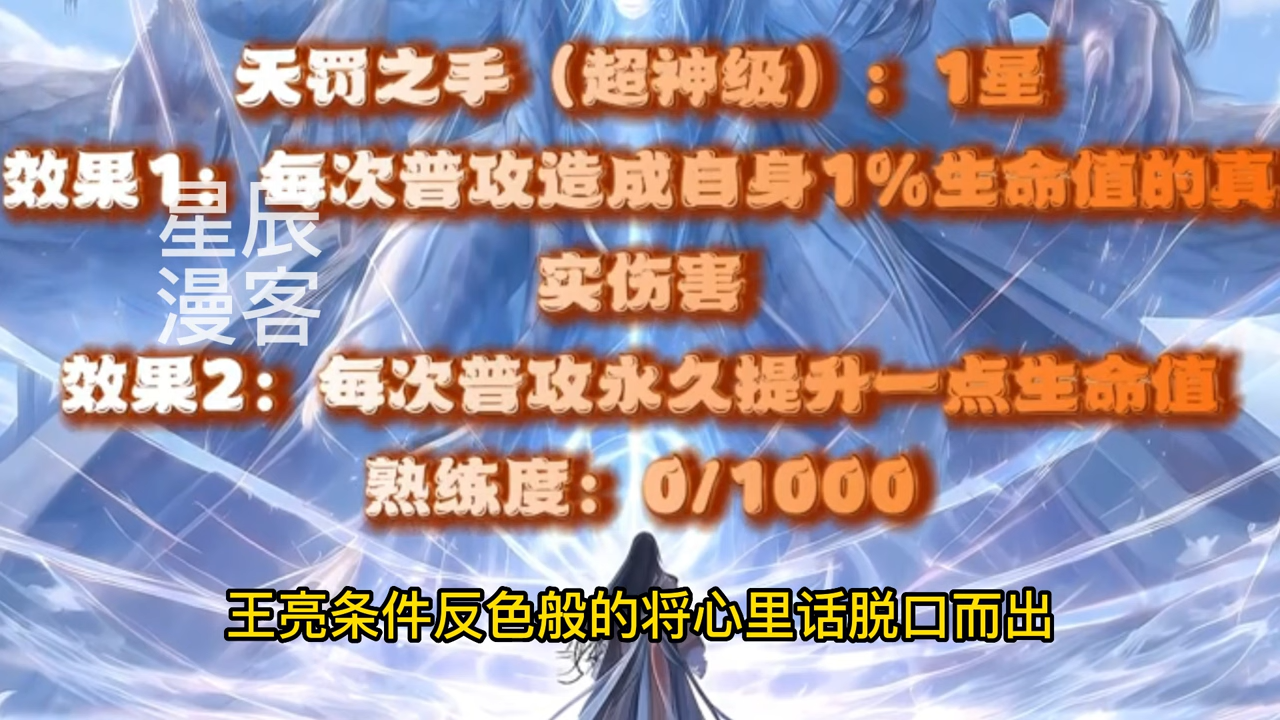 天罚之手（超神级）：1星
效果1：每次普攻造成自身1%生命值的真
实伤害
星辰
漫客
效果2：每次普攻永久提升一点生命值
熟练度：0/1000
王亮条件反色般的将心里话脱口而出